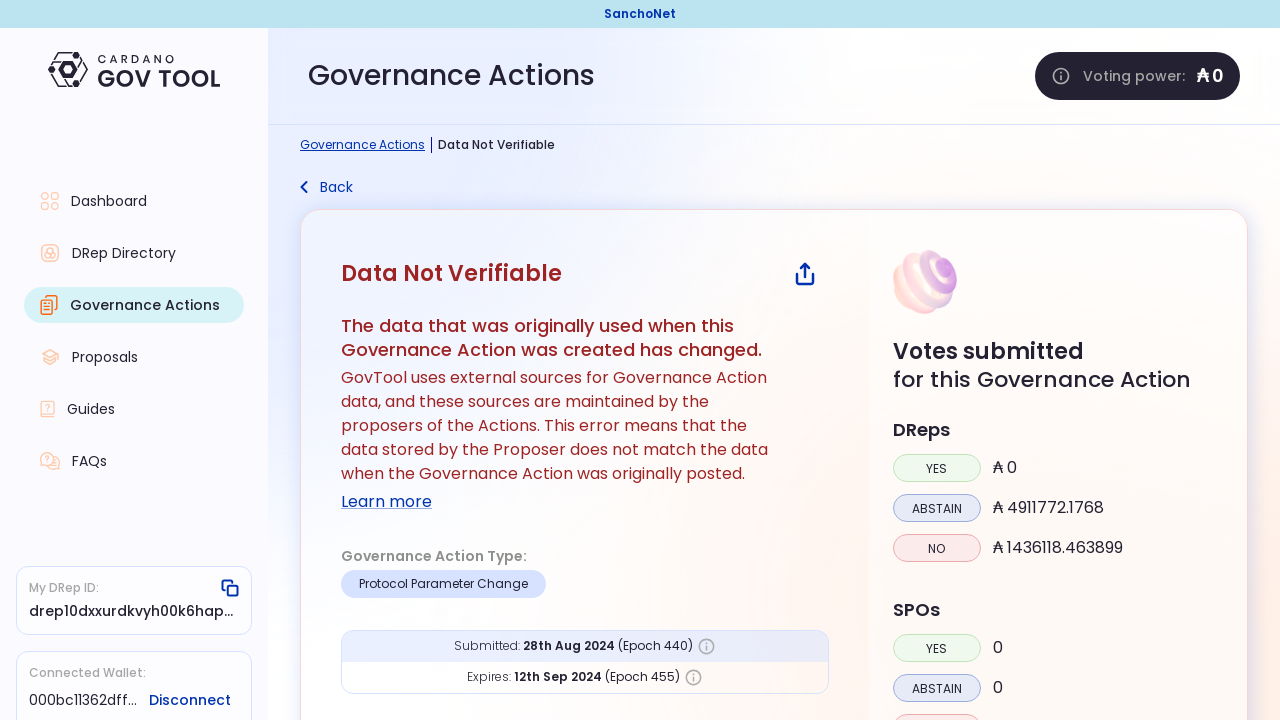 SanchoNet
CARDANO
GOV TOOL
Governance Actions
Voting power: ₳ 0
Governance Actions | Data Not Verifiable
Back
Dashboard
DRep Directory
Governance Actions
Proposals
Guides
FAQs
My DRep ID:
drep10dxxurdkvyh00k6hap...
Connected Wallet:
000bc11362dff... Disconnect
Data Not Verifiable
The data that was originally used when this
Governance Action was created has changed.
GovTool uses external sources for Governance Action
data, and these sources are maintained by the
proposers of the Actions. This error means that the
data stored by the Proposer does not match the data
when the Governance Action was originally posted.
Learn more
Governance Action Type:
Protocol Parameter Change
Submitted: 28th Aug 2024 (Epoch 440)
Expires: 12th Sep 2024 (Epoch 455)
Votes submitted
for this Governance Action
DReps
YES ₳ 0
ABSTAIN ₳ 4911772.1768
NO ₳ 1436118.463899
SPOs
YES 0
ABSTAIN 0